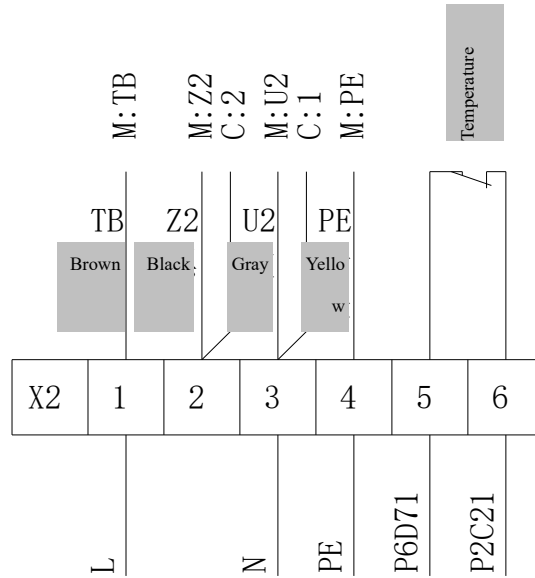 Temperature
M:TB
M:Z2
C:2
M:U2
C:1
M:PE
TB Z2 U2 PE
Brown Black Gray Yello
w
X2 1 2 3 4 5 6
L
N
PE
P6D71
P2C21